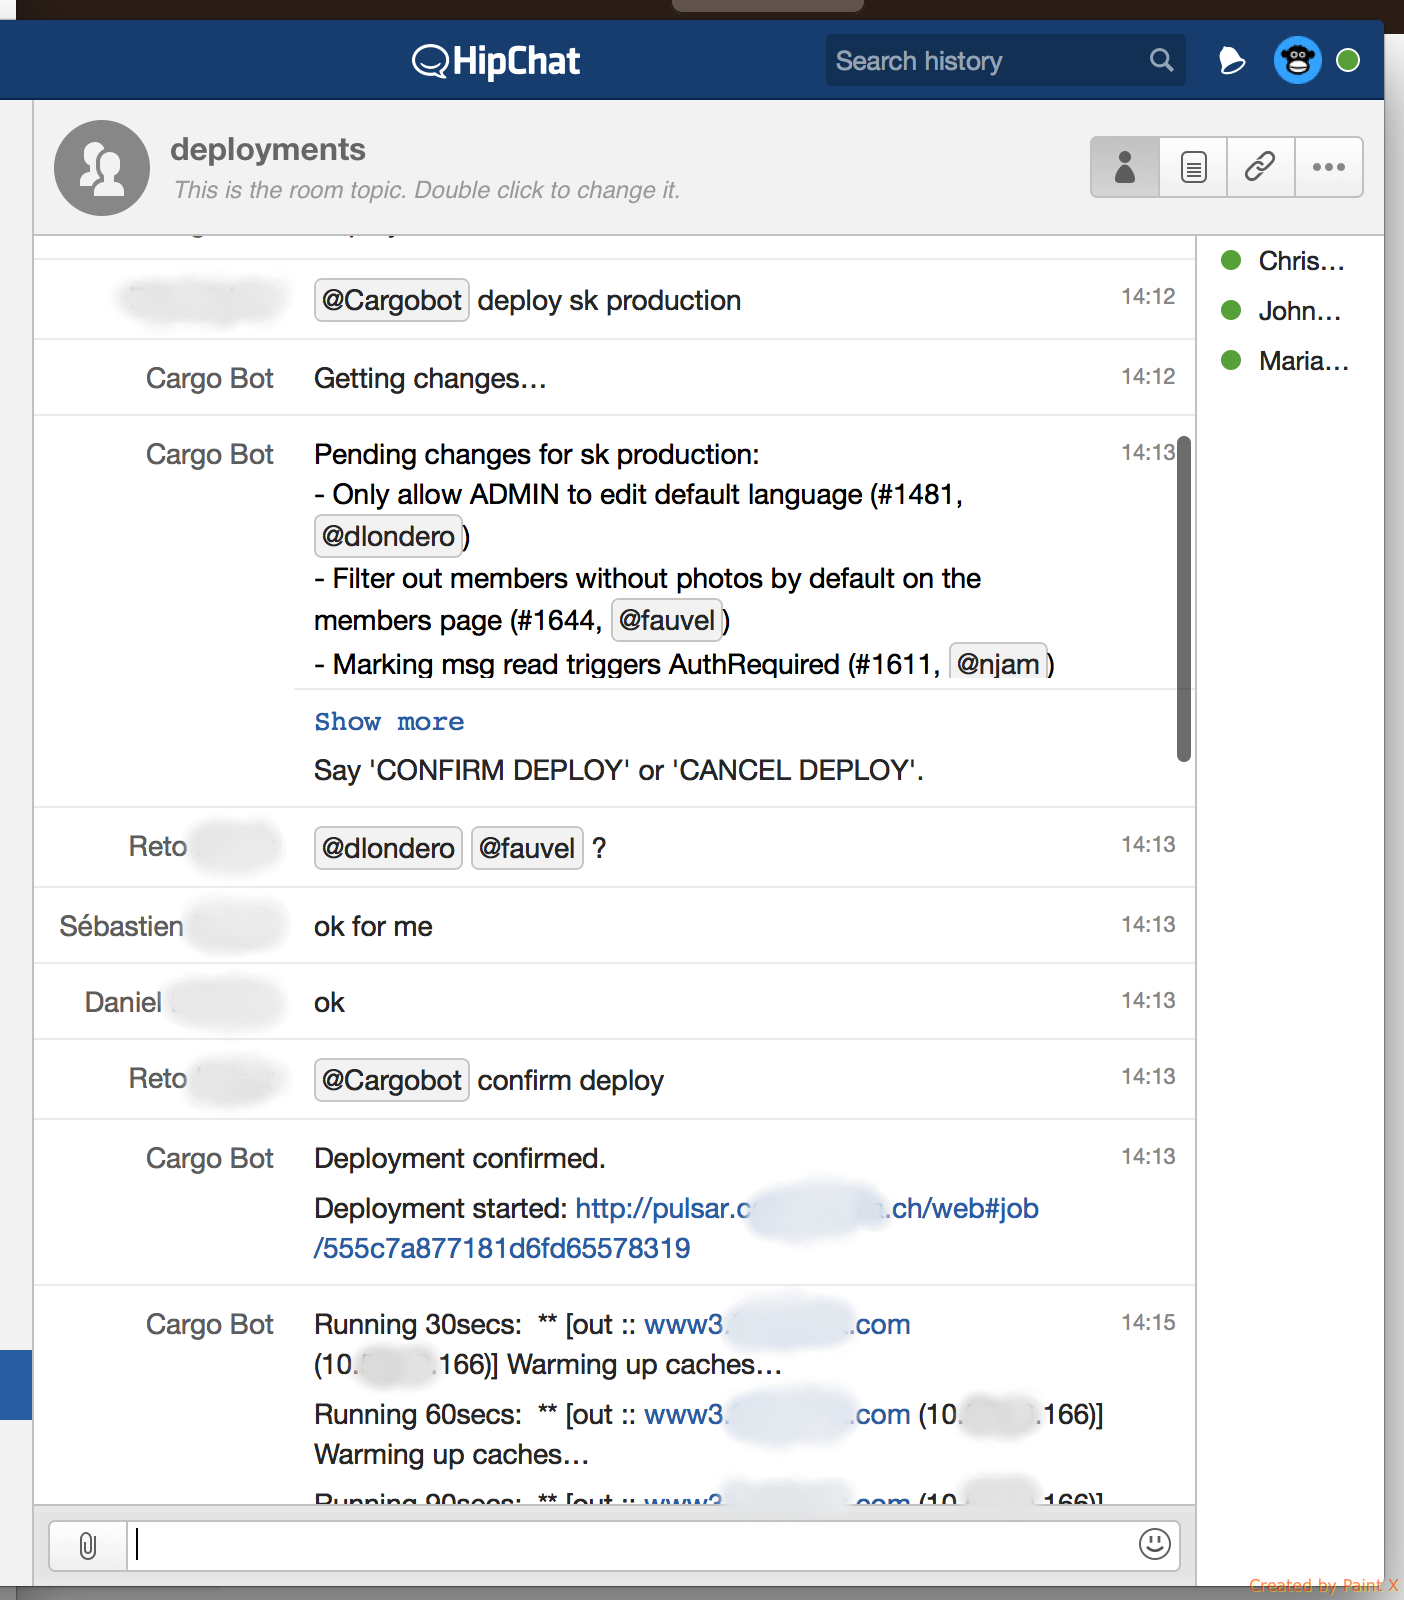 HipChat
Search history
deployments
This is the room topic. Double click to change it.
Chris…
John…
Maria…
@Cargobot deploy sk production 14:12
Cargo Bot Getting changes… 14:12
Cargo Bot Pending changes for sk production: 14:13
- Only allow ADMIN to edit default language (#1481,
@dlondero)
- Filter out members without photos by default on the
members page (#1644, @fauvel)
- Marking msg read triggers AuthRequired (#1611, @njam)
Show more
Say 'CONFIRM DEPLOY' or 'CANCEL DEPLOY'.
Reto @dlondero @fauvel ? 14:13
Sébastien ok for me 14:13
Daniel ok 14:13
Reto @Cargobot confirm deploy 14:13
Cargo Bot Deployment confirmed. 14:13
Deployment started: http://pulsar.c .ch/web#job
/555c7a877181d6fd65578319
Cargo Bot Running 30secs: ** [out :: www3. .com 14:15
(10. .166)] Warming up caches…
Running 60secs: ** [out :: www3. .com (10. .166)]
Warming up caches…
Running 90secs: ** [out :: www3 .com (10. .166)]
Created by Paint X